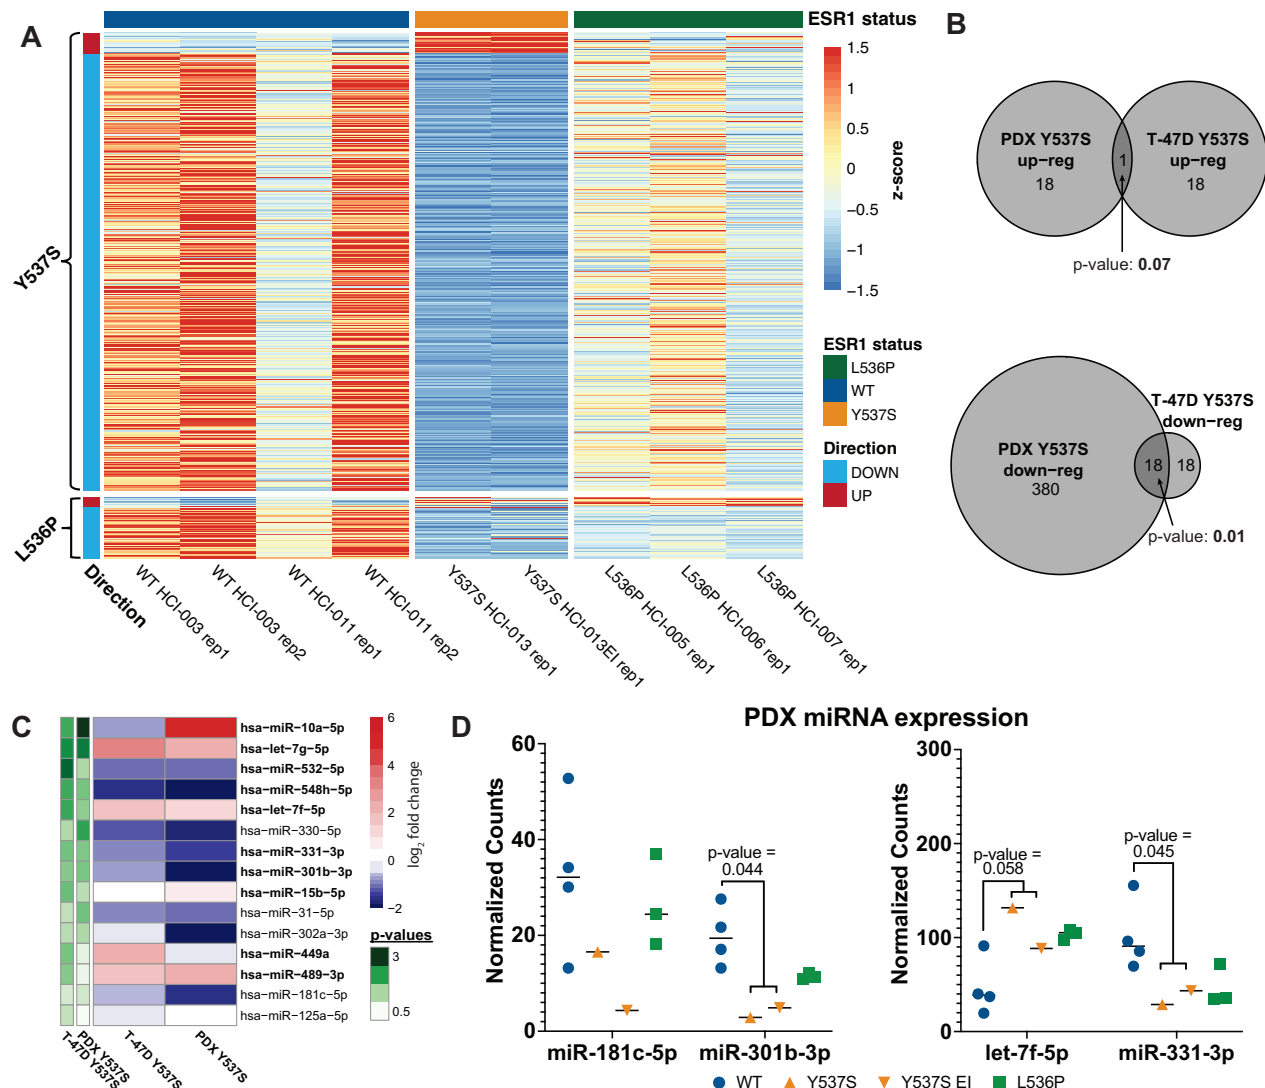 A
ESR1 status
Y537S
L536P
Direction
WT HCI-003 rep1
WT HCI-003 rep2
WT HCI-011 rep1
WT HCI-011 rep2
Y537S HCI-013 rep1
Y537S HCI-013EI rep1
L536P HCI-005 rep1
L536P HCI-006 rep1
L536P HCI-007 rep1
1.5
1
0.5
0
−0.5
−1
−1.5
z−score
ESR1 status
L536P
WT
Y537S
Direction
DOWN
UP
B
PDX Y537S
up−reg
18
1
T-47D Y537S
up−reg
18
p-value: 0.07
T-47D Y537S
down−reg
PDX Y537S
down−reg
380
18
18
p-value: 0.01
C
hsa−miR−10a−5p
hsa−let−7g−5p
hsa−miR−532−5p
hsa−miR−548h−5p
hsa−let−7f−5p
hsa−miR−330−5p
hsa−miR−331−3p
hsa−miR−301b−3p
hsa−miR−15b−5p
hsa−miR−31−5p
hsa−miR−302a−3p
hsa−miR−449a
hsa−miR−489−3p
hsa−miR−181c−5p
hsa−miR−125a−5p
T-47D Y537S
PDX Y537S
T-47D Y537S
PDX Y537S
6
4
2
0
−2
log2 fold change
p-values
3
0.5
D
PDX miRNA expression
Normalized Counts
60
40
20
0
p-value =
0.044
miR-181c-5p
miR-301b-3p
Normalized Counts
300
200
100
0
p-value =
0.058
p-value =
0.045
let-7f-5p
miR-331-3p
WT
Y537S
Y537S EI
L536P